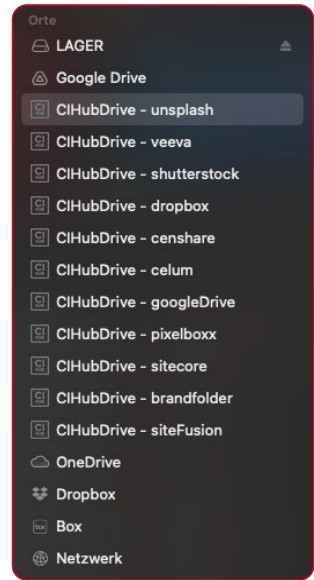 Orte
LAGER
Google Drive
CIHubDrive - unsplash
CIHubDrive - veeva
CIHubDrive - shutterstock
CIHubDrive - dropbox
CIHubDrive - censhare
CIHubDrive - celum
CIHubDrive - googleDrive
CIHubDrive - pixelboxx
CIHubDrive - sitecore
CIHubDrive - brandfolder
CIHubDrive - siteFusion
OneDrive
Dropbox
Box
Netzwerk